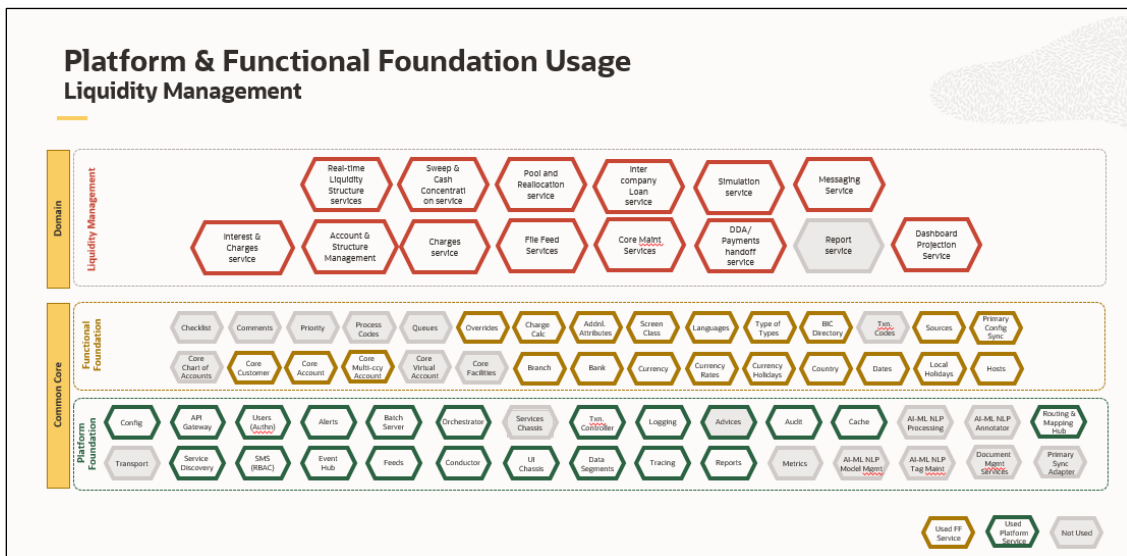 Platform & Functional Foundation Usage
Liquidity Management
Domain
Liquidity Management
Real-time
Liquidity
Structure
services
Sweep &
Cash
Concentrati
on service
Pool and
Reallocation
service
Inter
company
Loan
service
Simulation
service
Messaging
Service
Interest &
Charges
service
Account &
Structure
Management
Charges
service
File Feed
Services
Core Maint
Services
DDA/
Payments
handoff
service
Report
service
Dashboard
Projection
Service
Common Core
Functional
Foundation
Checklist
Comments
Priority
Process
Codes
Queues
Overrides
Charge
Calc
Addnl.
Attributes
Screen
Class
Languages
Type of
Types
BIC
Directory
Txn.
Codes
Sources
Primary
Config
Sync
Core
Chart of
Accounts
Core
Customer
Core
Account
Core
Multi-ccy
Account
Core
Virtual
Account
Core
Facilities
Branch
Bank
Currency
Currency
Rates
Currency
Holidays
Country
Dates
Local
Holidays
Hosts
Platform
Foundation
Config
API
Gateway
Users
(Authn)
Alerts
Batch
Server
Orchestrator
Services
Chassis
Txn.
Controller
Logging
Advices
Audit
Cache
AI-ML NLP
Processing
AI-ML NLP
Annotator
Routing &
Mapping
Hub
Transport
Service
Discovery
SMS
(RBAC)
Event
Hub
Feeds
Conductor
UI
Chassis
Data
Segments
Tracing
Reports
Metrics
AI-ML NLP
Model Mgmt
AI-ML NLP
Tag Maint
Document
Mgmt
Services
Primary
Sync
Adapter
Used FF
Service
Used
Platform
Service
Not Used